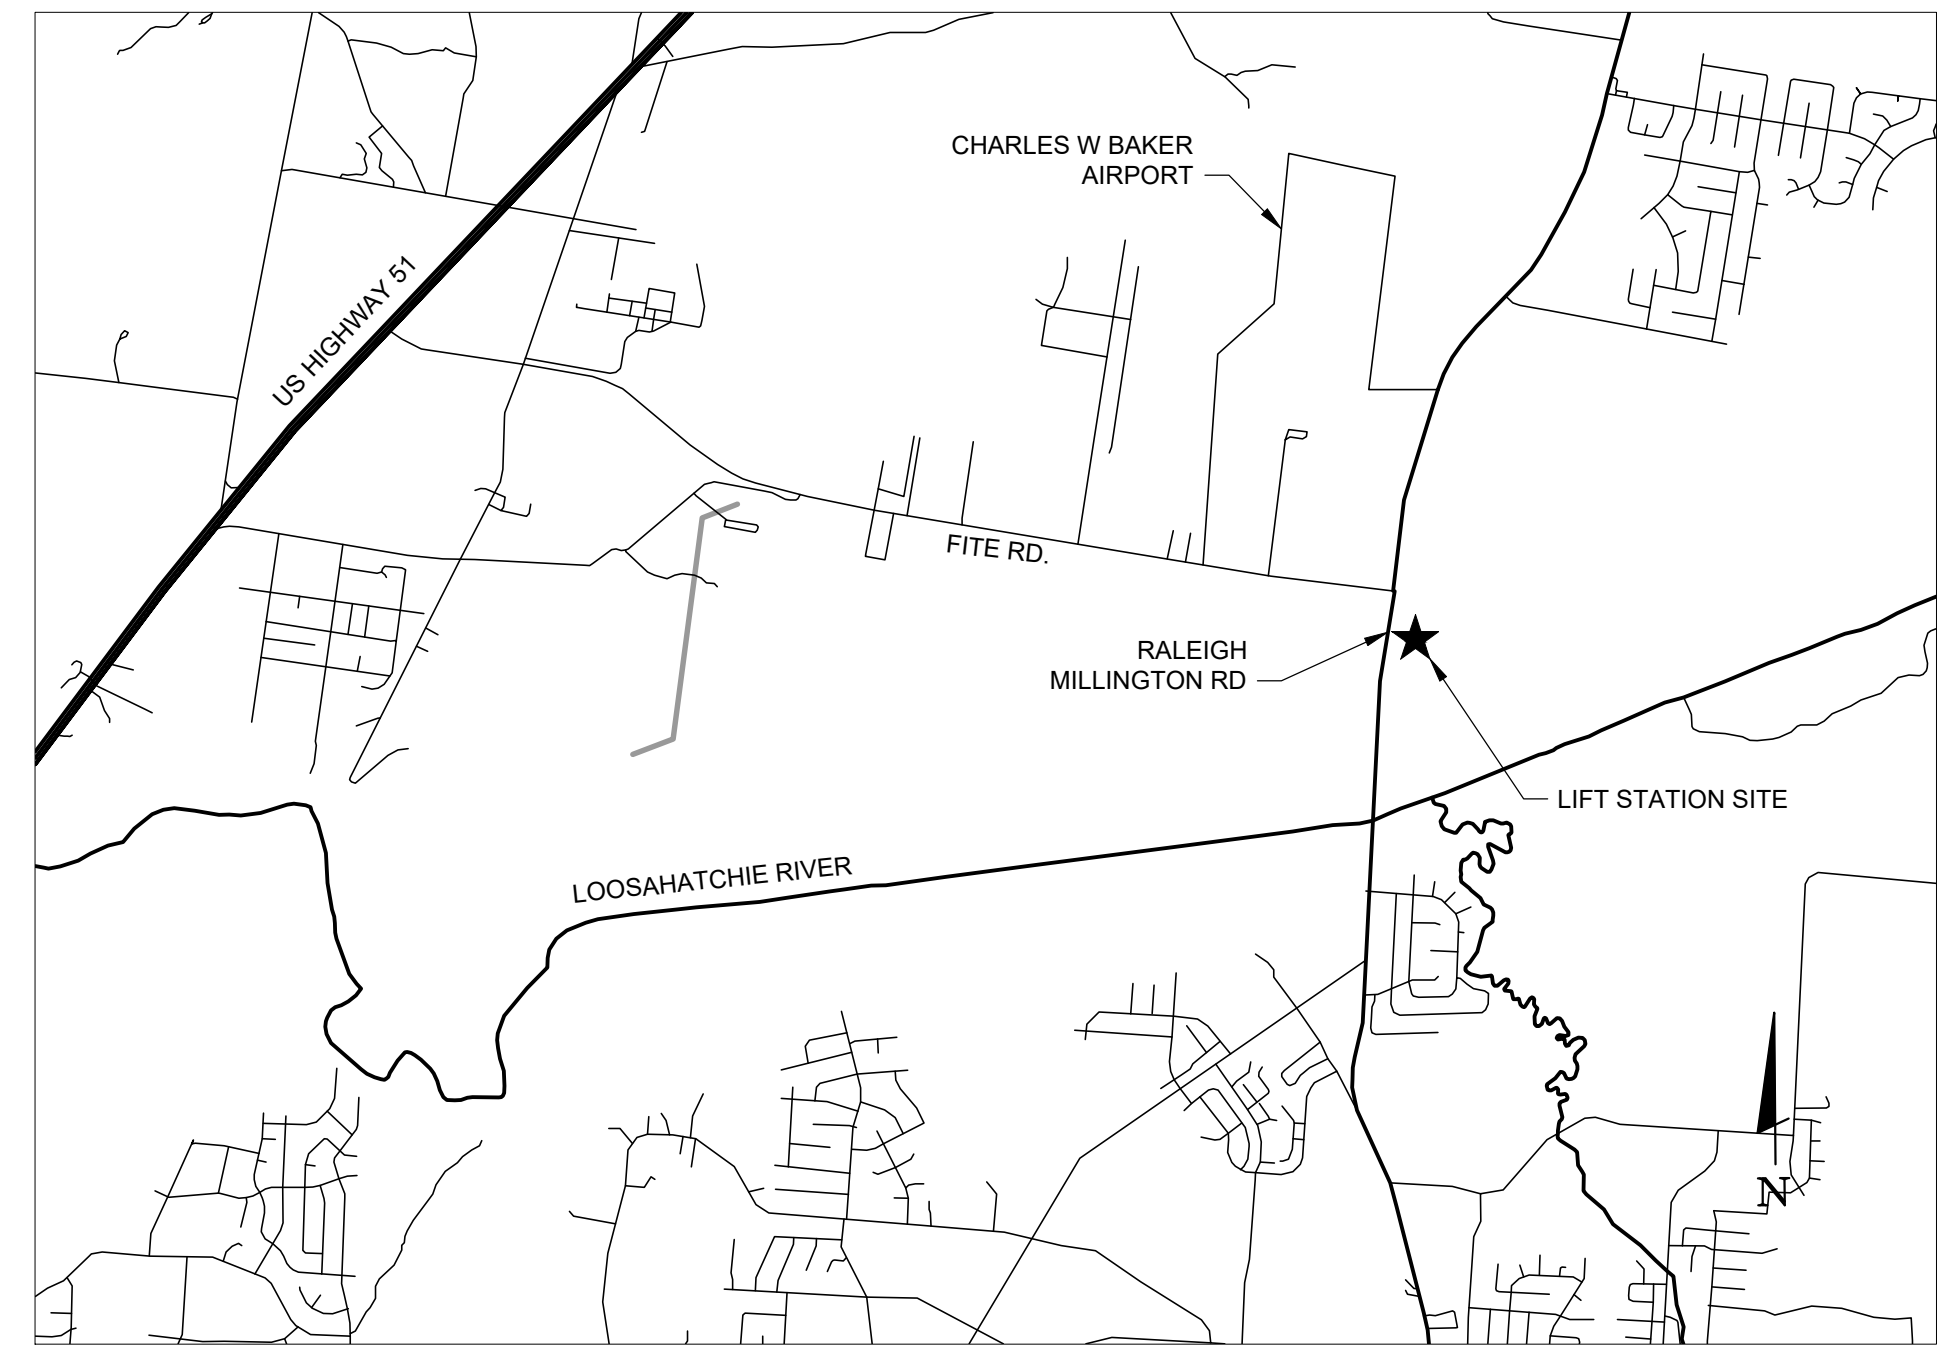 CHARLES W BAKER
AIRPORT
US HIGHWAY 51
FITE RD.
RALEIGH
MILLINGTON RD
LIFT STATION SITE
LOOSAHATCHIE RIVER
N